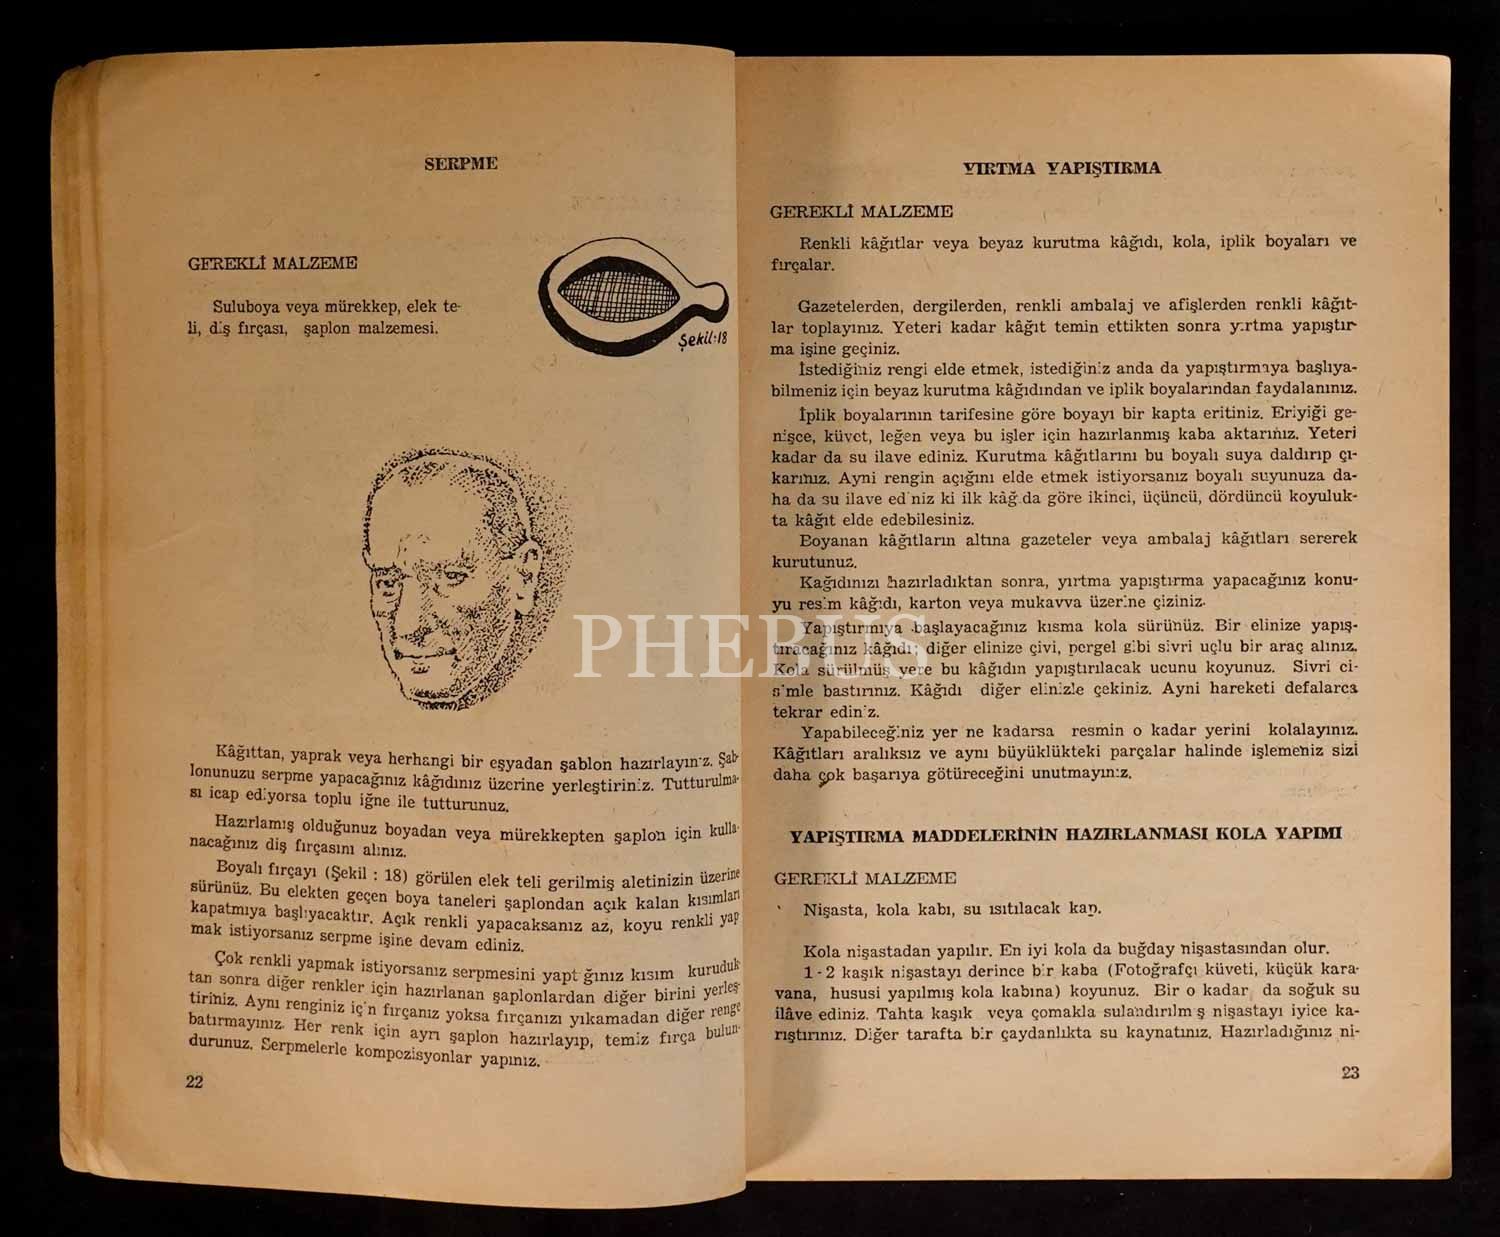 SERPME
GEREKLİ MALZEME
Suluboya veya mürekkep, elek te-
li, diş fırçası, şaplon malzemesi.
Şekil:18
Kâğıttan, yaprak veya herhangi bir eşyadan şablon hazırlayınız. Şab-
lonunuzu serpme yapacağınız kâğıdınız üzerine yerleştiriniz. Tutturulma-
sı icap ediyorsa toplu iğne ile tutturunuz.
Hazırlamış olduğunuz boyadan veya mürekkepten şaplon için kulla-
nacağınız diş fırçasını alınız.
Boyalı fırçayı (Şekil : 18) görülen elek teli gerilmiş aletinizin üzerine
sürünüz. Bu elekten geçen boya taneleri şaplondan açık kalan kısımları
kapatmıya başlıyacaktır. Açık renkli yapacaksanız az, koyu renkli yap
mak istiyorsanız serpme işine devam ediniz.
Çok renkli yapmak istiyorsanız serpmesini yaptığınız kısım kuruduk-
tan sonra diğer renkler için hazırlanan şaplonlardan diğer birini yerleş-
tiriniz. Aynı renginiz için fırçanız yoksa fırçanızı yıkamadan diğer renge
batırmayınız. Her renk için ayrı şaplon hazırlayıp, temiz fırça bulun-
durunuz. Serpmelerle kompozisyonlar yapınız.
22
YIRTMA YAPIŞTIRMA
GEREKLİ MALZEME
Renkli kâğıtlar veya beyaz kurutma kâğıdı, kola, iplik boyaları ve
fırçalar.
Gazetelerden, dergilerden, renkli ambalaj ve afişlerden renkli kâğıt-
lar toplayınız. Yeteri kadar kâğıt temin ettikten sonra yırtma yapıştır-
ma işine geçiniz.
İstediğiniz rengi elde etmek, istediğiniz anda da yapıştırmıya başlıya-
bilmeniz için beyaz kurutma kâğıdından ve iplik boyalarından faydalanınız.
İplik boyalarının tarifesine göre boyayı bir kapta eritiniz. Eriyiği ge-
nişce, küvet, leğen veya bu işler için hazırlanmış kaba aktarınız. Yeteri
kadar da su ilave ediniz. Kurutma kâğıtlarını bu boyalı suya daldırıp çı-
karınız. Ayni rengin açığını elde etmek istiyorsanız boyalı suyunuza da-
ha da su ilave ediniz ki ilk kâğıda göre ikinci, üçüncü, dördüncü koyuluk-
ta kâğıt elde edebilesiniz.
Boyanan kâğıtların altına gazeteler veya ambalaj kâğıtları sererek
kurutunuz.
Kağıdınızı hazırladıktan sonra, yırtma yapıştırma yapacağınız konu-
yu resim kâğıdı, karton veya mukavva üzerine çiziniz.
Yapıştırmıya başlayacağınız kısma kola sürünüz. Bir elinize yapış-
tıracağınız kâğıdı; diğer elinize çivi, pergel gibi sivri uçlu bir araç alınız.
Kola sürülmüş yere bu kâğıdın yapıştırılacak ucunu koyunuz. Sivri ci-
simle bastırınız. Kâğıdı diğer elinizle çekiniz. Ayni hareketi defalarca
tekrar ediniz.
Yapabileceğiniz yer ne kadarsa resmin o kadar yerini kolalayınız.
Kâğıtları aralıksız ve aynı büyüklükteki parçalar halinde işlemeniz sizi
daha çok başarıya götüreceğini unutmayınız.
YAPIŞTIRMA MADDELERİNİN HAZIRLANMASI KOLA YAPIMI
GEREKLİ MALZEME
Nişasta, kola kabı, su ısıtılacak kap.
Kola nişastadan yapılır. En iyi kola da buğday nişastasından olur.
1-2 kaşık nişastayı derince bir kaba (Fotoğrafçı küveti, küçük kara-
vana, hususi yapılmış kola kabına) koyunuz. Bir o kadar da soğuk su
ilâve ediniz. Tahta kaşık veya çomakla sulandırılmış nişastayı iyice ka-
rıştırınız. Diğer tarafta bir çaydanlıkta su kaynatınız. Hazırladığınız ni-
23
PHEBUS